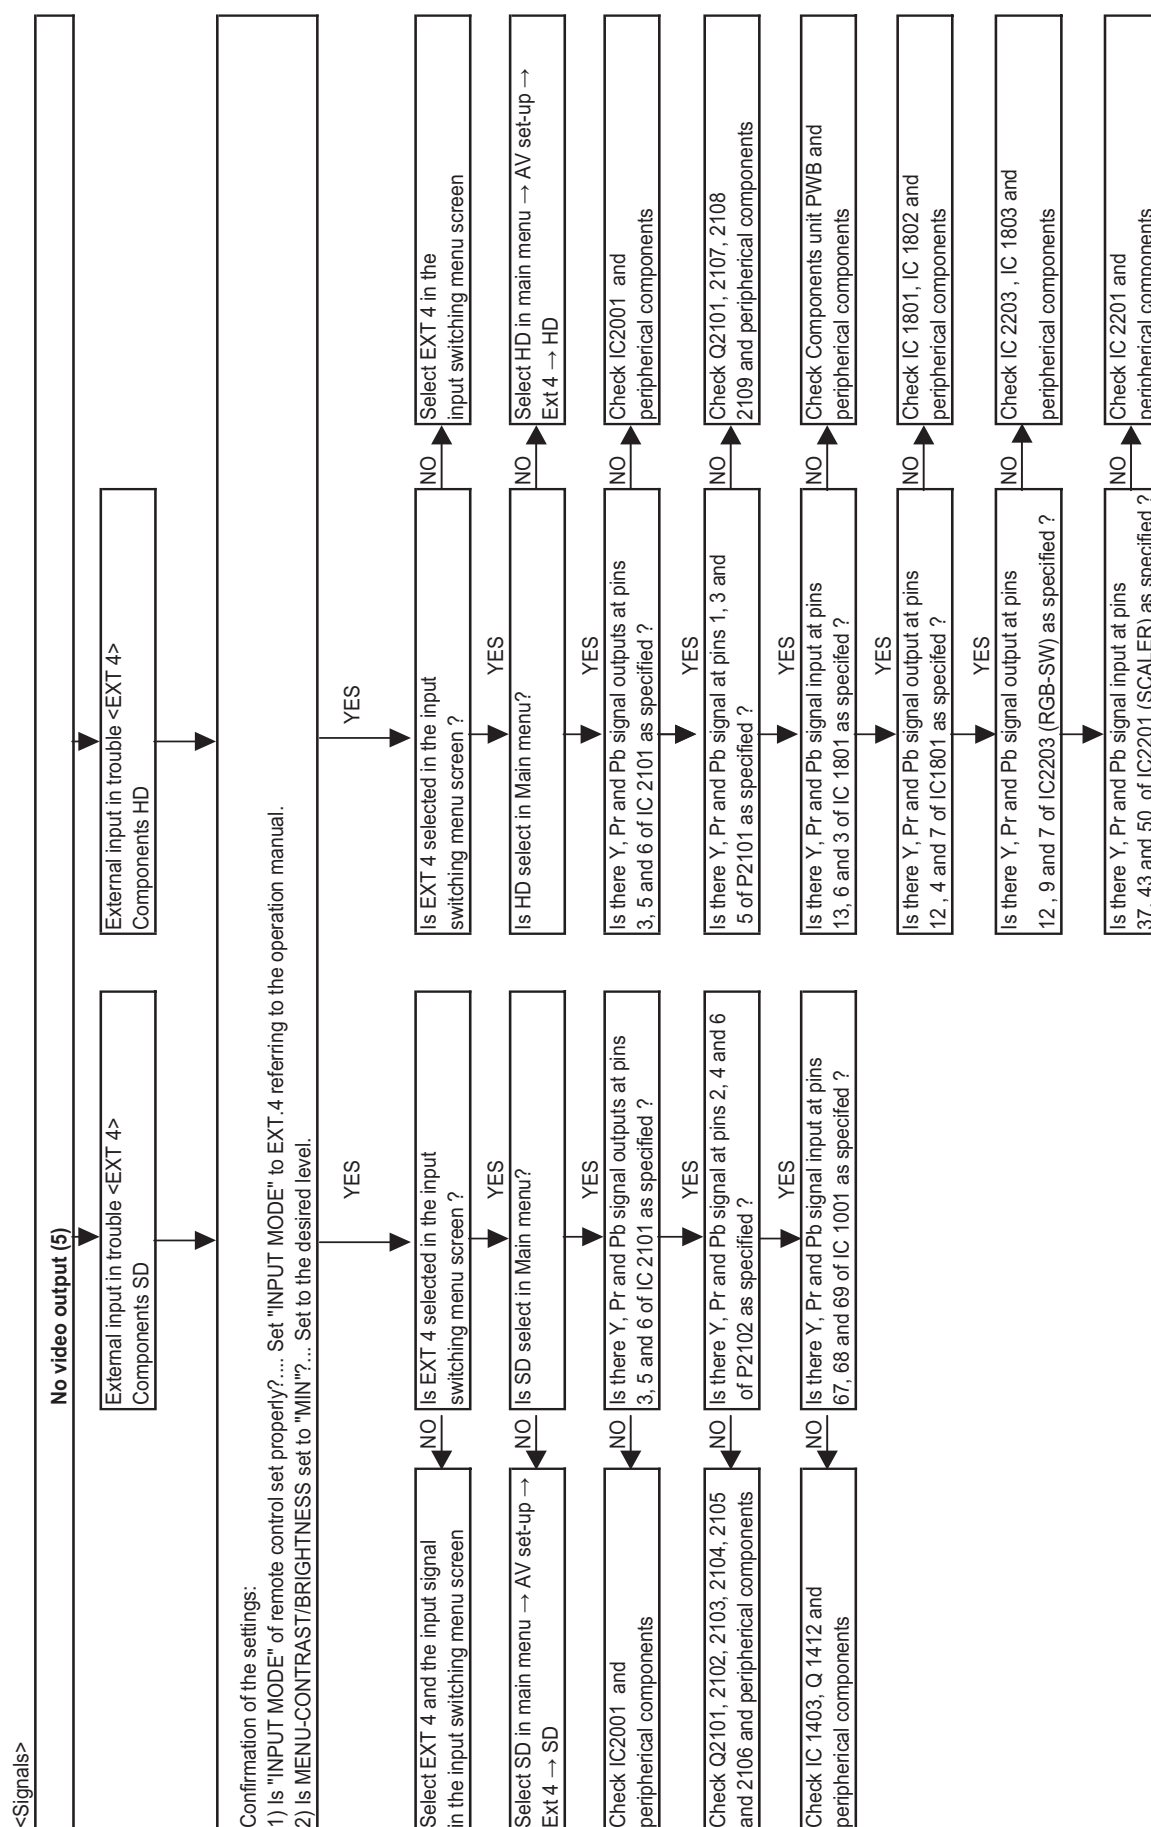 <Signals>
No video output (5)
External input in trouble <EXT 4>
Components SD
External input in trouble <EXT 4>
Components HD
Confirmation of the settings:
1) Is "INPUT MODE" of remote control set properly?.... Set "INPUT MODE" to EXT.4 referring to the operation manual.
2) Is MENU-CONTRAST/BRIGHTNESS set to "MIN"?... Set to the desired level.
YES
YES
Select EXT 4 and the input signal
in the input switching menu screen
NO
Is EXT 4 selected in the input
switching menu screen ?
Is EXT 4 selected in the input
switching menu screen ?
NO
Select EXT 4 in the
input switching menu screen
YES
YES
Select SD in main menu → AV set-up →
Ext 4 → SD
NO
Is SD select in Main menu?
Is HD select in Main menu?
NO
Select HD in main menu → AV set-up →
Ext 4 → HD
YES
YES
Check IC2001 and
peripherical components
NO
Is there Y, Pr and Pb signal outputs at pins
3, 5 and 6 of IC 2101 as specified ?
Is there Y, Pr and Pb signal outputs at pins
3, 5 and 6 of IC 2101 as specified ?
NO
Check IC2001 and
peripherical components
YES
YES
Check Q2101, 2102, 2103, 2104, 2105
and 2106 and peripherical components
NO
Is there Y, Pr and Pb signal at pins 2, 4 and 6
of P2102 as specified ?
Is there Y, Pr and Pb signal at pins 1, 3 and
5 of P2101 as specified ?
NO
Check Q2101, 2107, 2108
2109 and peripherical components
YES
YES
Check IC 1403, Q 1412 and
peripherical components
NO
Is there Y, Pr and Pb signal input at pins
67, 68 and 69 of IC 1001 as specifed ?
Is there Y, Pr and Pb signal input at pins
13, 6 and 3 of IC 1801 as specifed ?
NO
Check Components unit PWB and
peripherical components
YES
Is there Y, Pr and Pb signal output at pins
12 , 4 and 7 of IC1801 as specifed ?
NO
Check IC 1801, IC 1802 and
peripherical components
YES
Is there Y, Pr and Pb signal output at pins
12 , 9 and 7 of IC2203 (RGB-SW) as specified ?
NO
Check IC 2203 , IC 1803 and
peripherical components
Is there Y, Pr and Pb signal input at pins
37, 43 and 50 of IC2201 (SCALER) as specified ?
NO
Check IC 2201 and
peripherical components